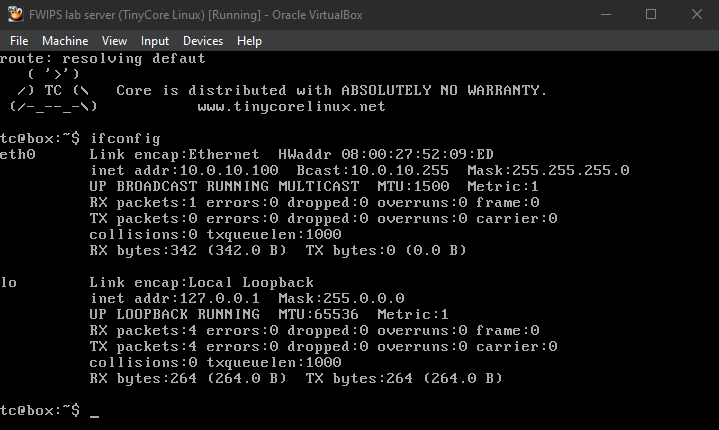 FWIPS lab server (TinyCore Linux) [Running] - Oracle VirtualBox
File Machine View Input Devices Help
route: resolving defaut
( '>')
/) TC (\ Core is distributed with ABSOLUTELY NO WARRANTY.
(/-_--_-\) www.tinycorelinux.net
tc@box:~$ ifconfig
eth0 Link encap:Ethernet HWaddr 08:00:27:52:09:ED
inet addr:10.0.10.100 Bcast:10.0.10.255 Mask:255.255.255.0
UP BROADCAST RUNNING MULTICAST MTU:1500 Metric:1
RX packets:1 errors:0 dropped:0 overruns:0 frame:0
TX packets:0 errors:0 dropped:0 overruns:0 carrier:0
collisions:0 txqueuelen:1000
RX bytes:342 (342.0 B) TX bytes:0 (0.0 B)
lo Link encap:Local Loopback
inet addr:127.0.0.1 Mask:255.0.0.0
UP LOOPBACK RUNNING MTU:65536 Metric:1
RX packets:4 errors:0 dropped:0 overruns:0 frame:0
TX packets:4 errors:0 dropped:0 overruns:0 carrier:0
collisions:0 txqueuelen:1000
RX bytes:264 (264.0 B) TX bytes:264 (264.0 B)
tc@box:~$ _